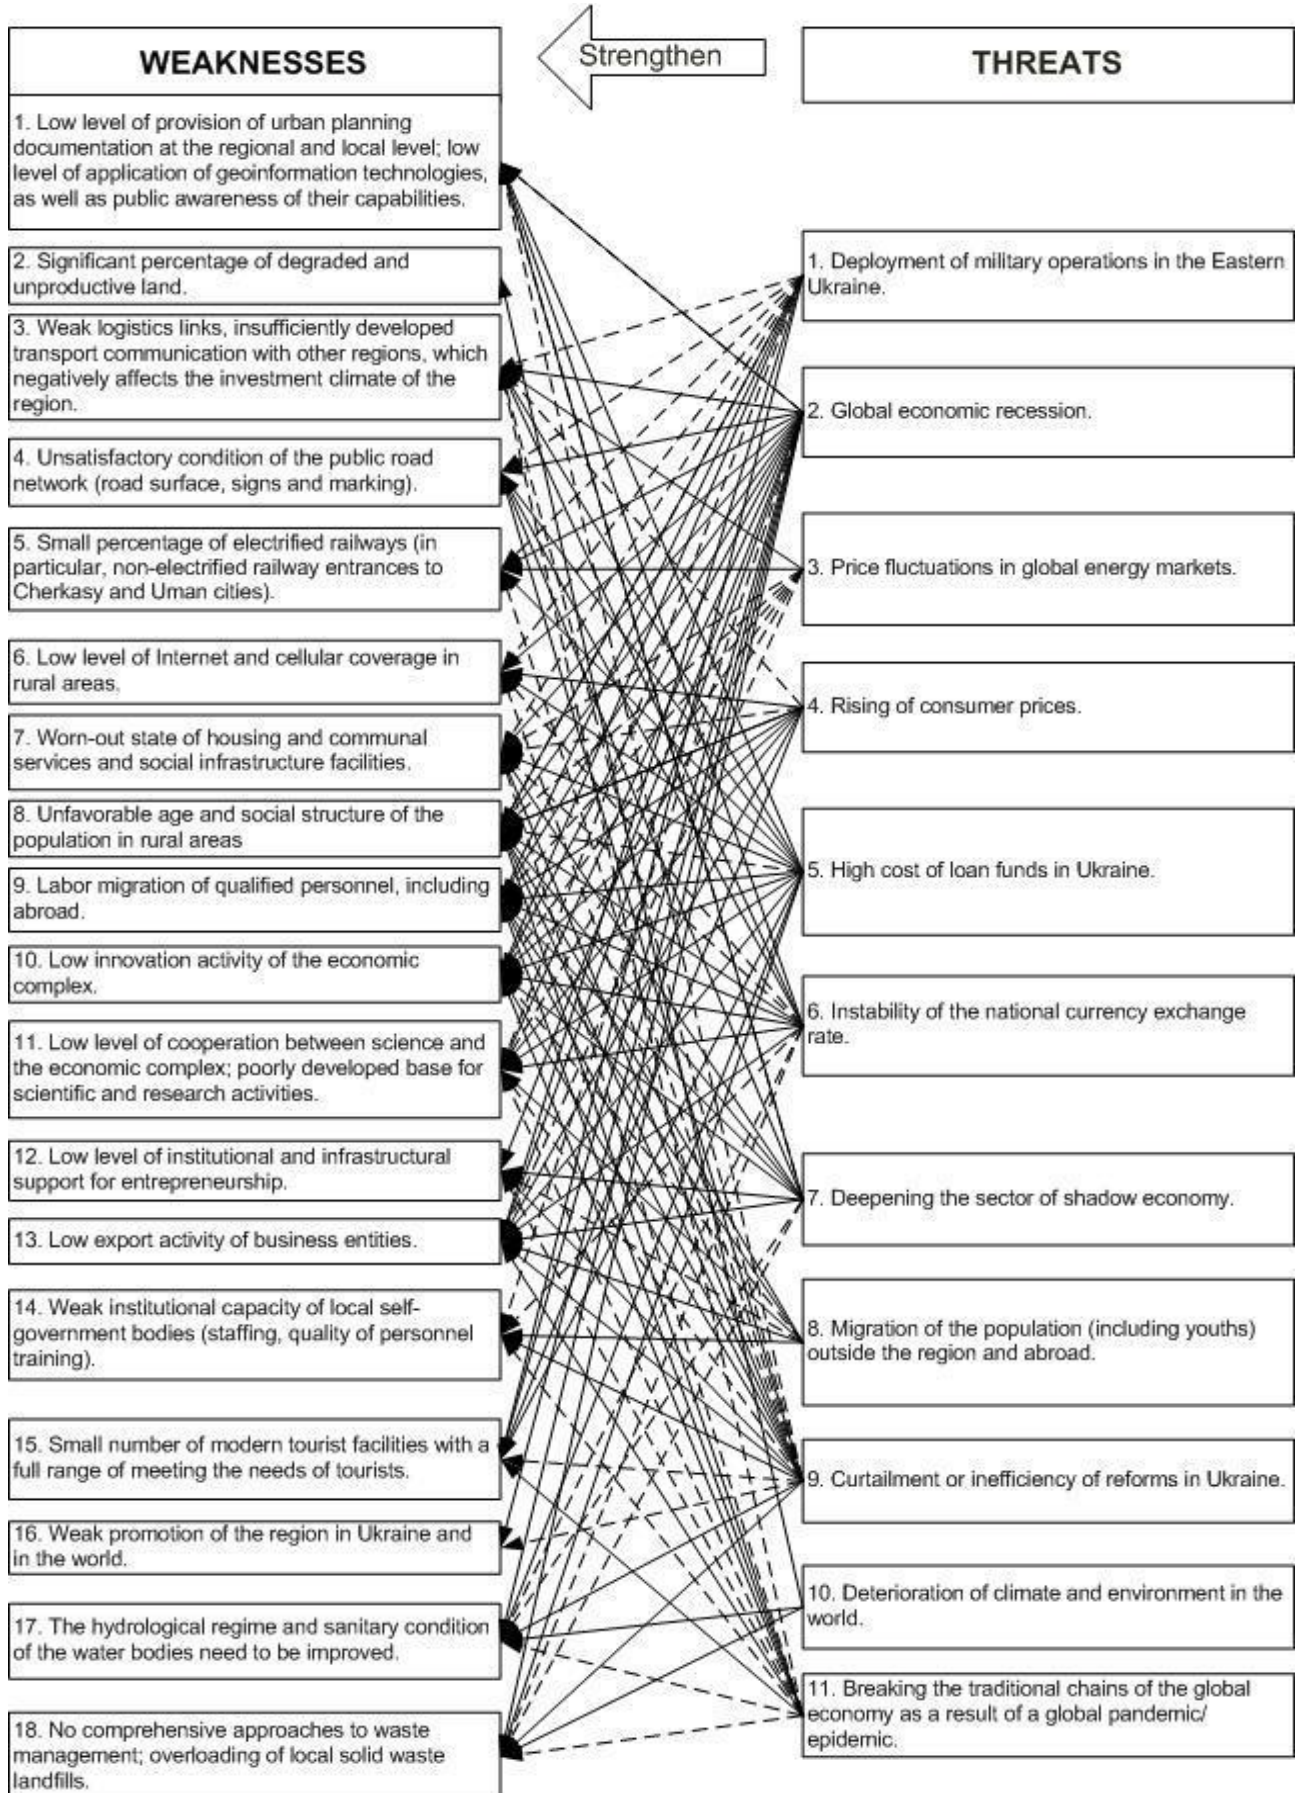 WEAKNESSES
Strengthen
THREATS
1. Low level of provision of urban planning
documentation at the regional and local level; low
level of application of geoinformation technologies,
as well as public awareness of their capabilities.
2. Significant percentage of degraded and
unproductive land.
3. Weak logistics links, insufficiently developed
transport communication with other regions, which
negatively affects the investment climate of the
region.
4. Unsatisfactory condition of the public road
network (road surface, signs and marking).
5. Small percentage of electrified railways (in
particular, non-electrified railway entrances to
Cherkasy and Uman cities).
6. Low level of Internet and cellular coverage in
rural areas.
7. Worn-out state of housing and communal
services and social infrastructure facilities.
8. Unfavorable age and social structure of the
population in rural areas
9. Labor migration of qualified personnel, including
abroad.
10. Low innovation activity of the economic
complex.
11. Low level of cooperation between science and
the economic complex; poorly developed base for
scientific and research activities.
12. Low level of institutional and infrastructural
support for entrepreneurship.
13. Low export activity of business entities.
14. Weak institutional capacity of local self-
government bodies (staffing, quality of personnel
training).
15. Small number of modern tourist facilities with a
full range of meeting the needs of tourists.
16. Weak promotion of the region in Ukraine and
in the world.
17. The hydrological regime and sanitary condition
of the water bodies need to be improved.
18. No comprehensive approaches to waste
management; overloading of local solid waste
landfills.
1. Deployment of military operations in the Eastern
Ukraine.
2. Global economic recession.
3. Price fluctuations in global energy markets.
4. Rising of consumer prices.
5. High cost of loan funds in Ukraine.
6. Instability of the national currency exchange
rate.
7. Deepening the sector of shadow economy.
8. Migration of the population (including youths)
outside the region and abroad.
9. Curtailment or inefficiency of reforms in Ukraine.
10. Deterioration of climate and environment in the
world.
11. Breaking the traditional chains of the global
economy as a result of a global pandemic/
epidemic.